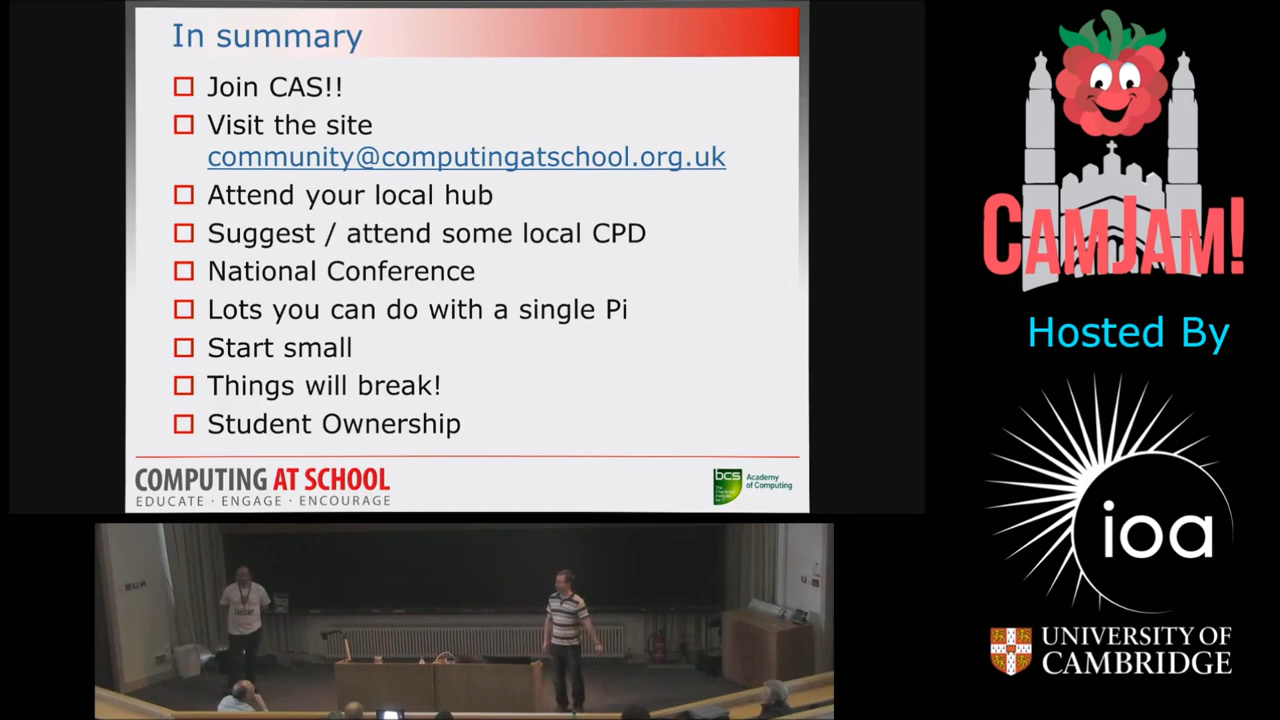 In summary
Join CAS!!
Visit the site
community@computingatschool.org.uk
Attend your local hub
Suggest / attend some local CPD
National Conference
Lots you can do with a single Pi
Start small
Things will break!
Student Ownership
COMPUTING AT SCHOOL
EDUCATE · ENGAGE · ENCOURAGE
bcs
Academy
of Computing
CAMJAM!
Hosted By
ioa
UNIVERSITY OF
CAMBRIDGE